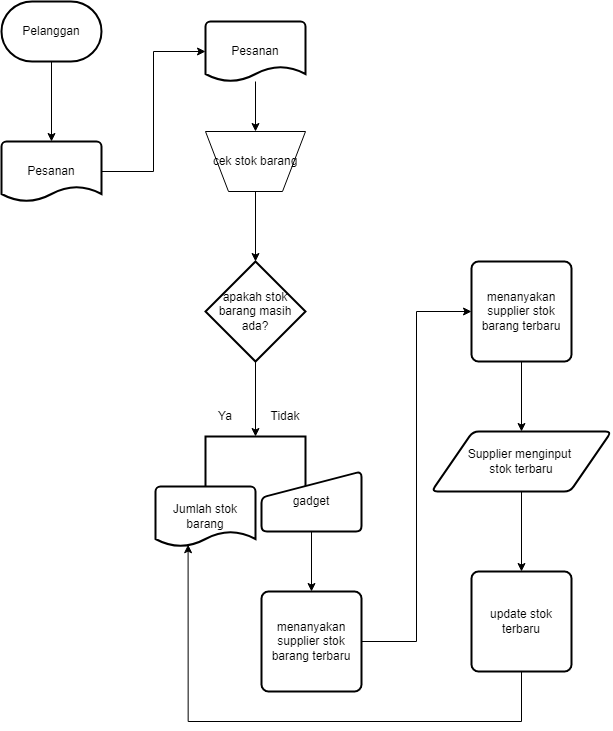 Pelanggan
Pesanan
Pesanan
cek stok barang
apakah stok
barang masih
ada?
Ya
Tidak
Jumlah stok
barang
gadget
menanyakan
supplier stok
barang terbaru
menanyakan
supplier stok
barang terbaru
Supplier menginput
stok terbaru
update stok
terbaru